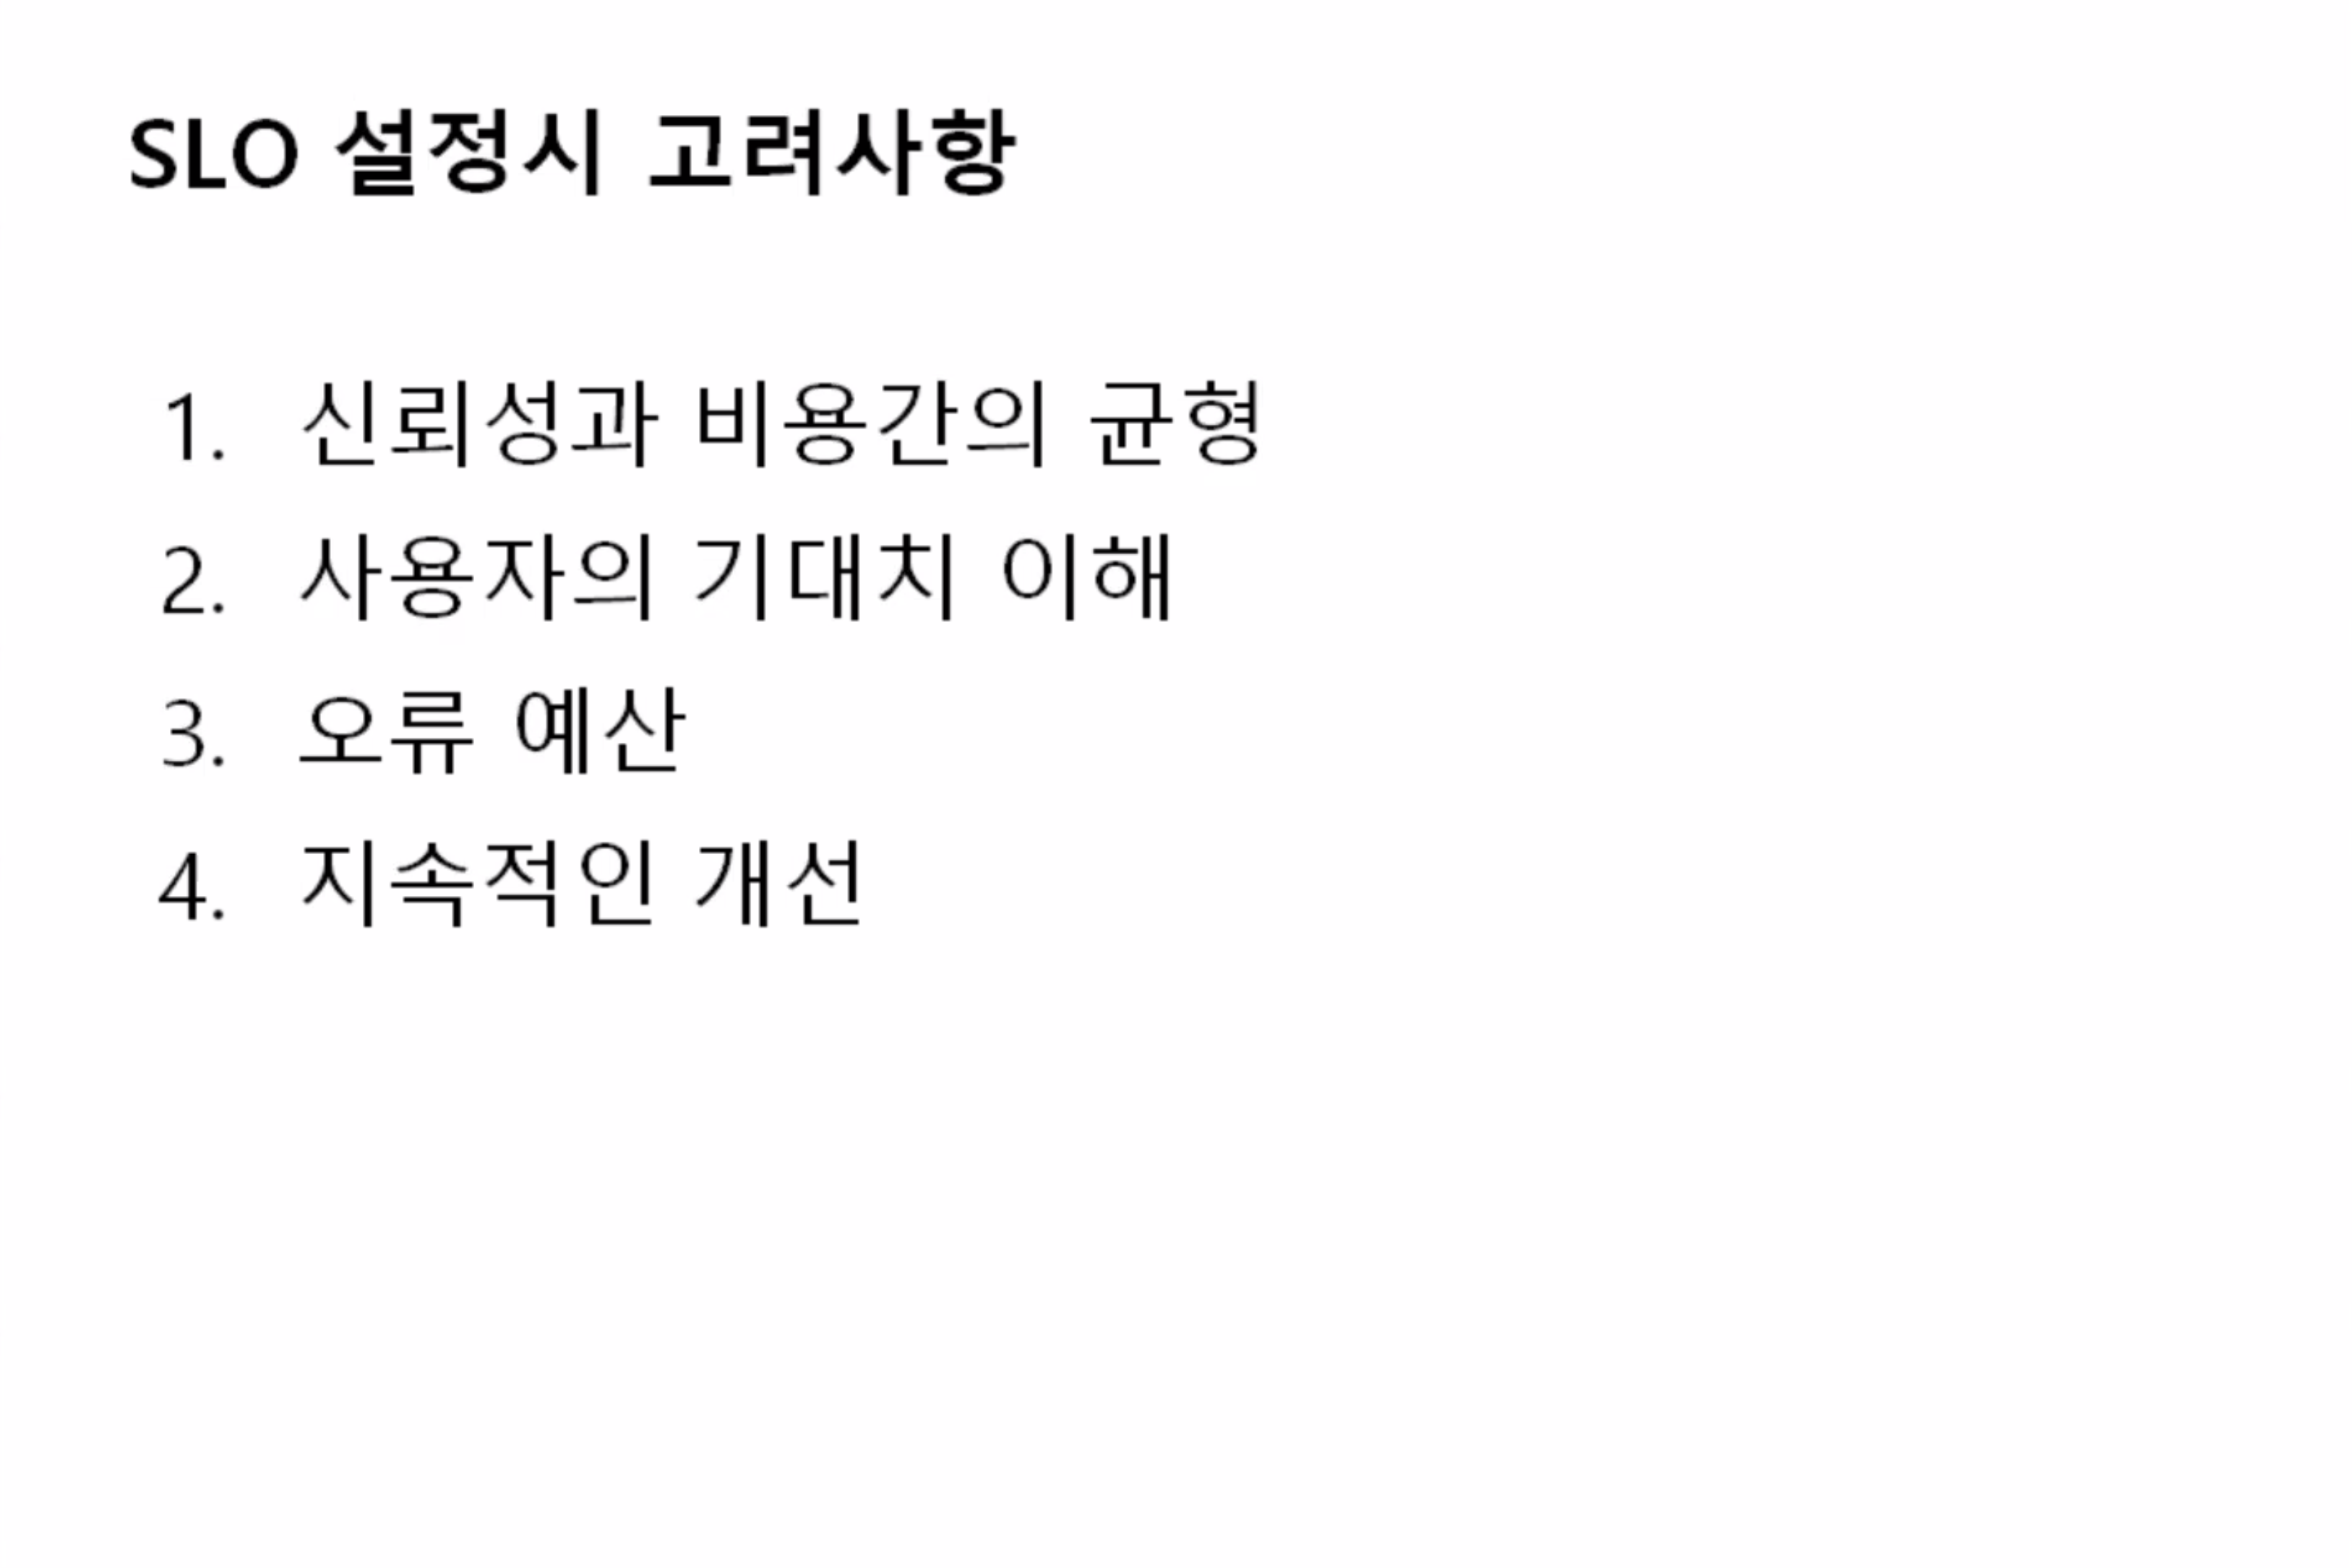 SLO 설정시 고려사항
1. 신뢰성과 비용간의 균형
2. 사용자의 기대치 이해
3. 오류 예산
4. 지속적인 개선